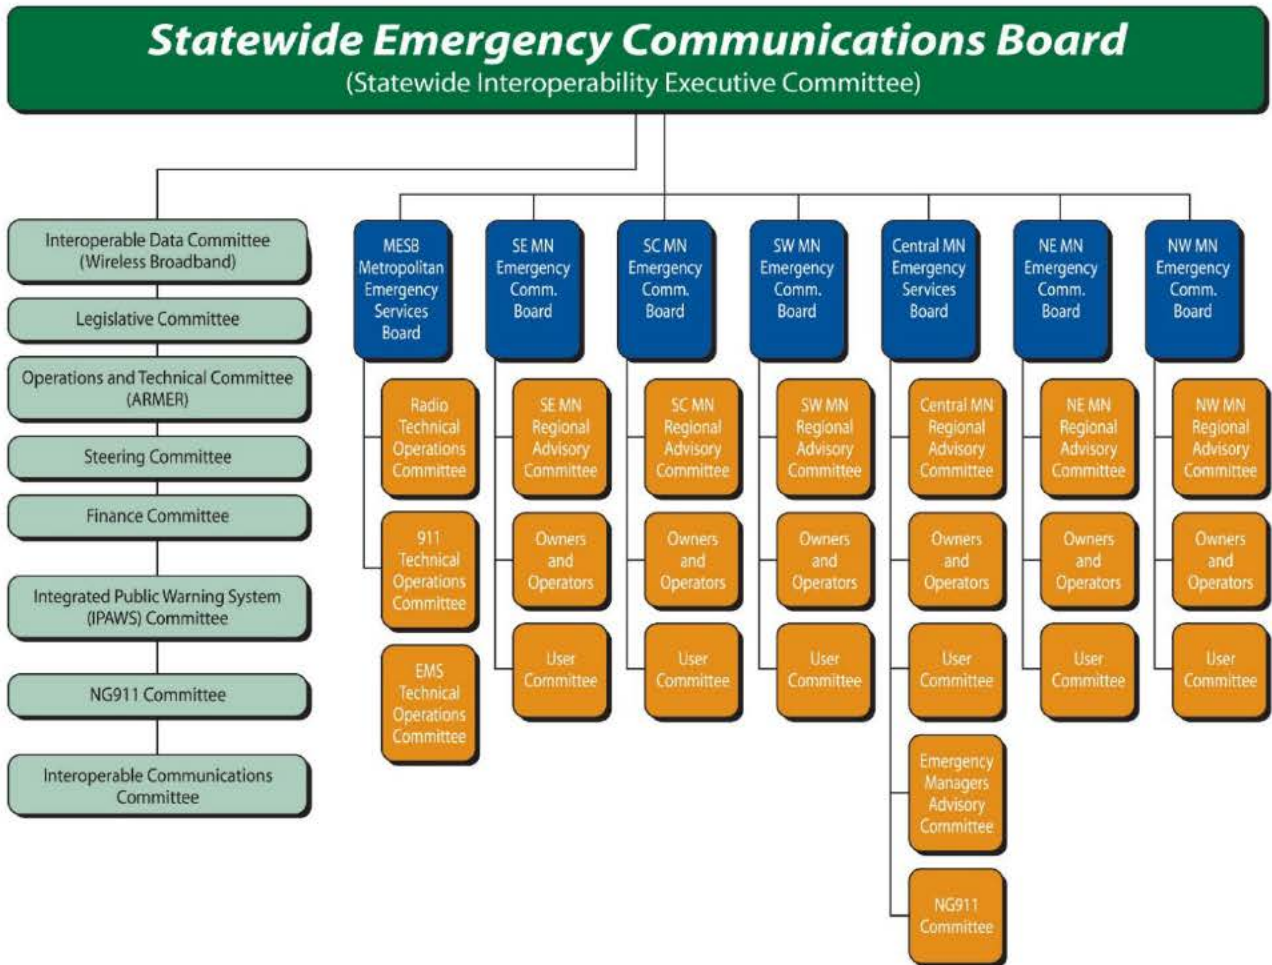 Statewide Emergency Communications Board
(Statewide Interoperability Executive Committee)
Interoperable Data Committee
(Wireless Broadband)
Legislative Committee
Operations and Technical Committee
(ARMER)
Steering Committee
Finance Committee
Integrated Public Warning System
(IPAWS) Committee
NG911 Committee
Interoperable Communications
Committee
MESB
Metropolitan
Emergency
Services
Board
Radio
Technical
Operations
Committee
911
Technical
Operations
Committee
EMS
Technical
Operations
Committee
SE MN
Emergency
Comm.
Board
SE MN
Regional
Advisory
Committee
Owners
and
Operators
User
Committee
SC MN
Emergency
Comm.
Board
SC MN
Regional
Advisory
Committee
Owners
and
Operators
User
Committee
SW MN
Emergency
Comm.
Board
SW MN
Regional
Advisory
Committee
Owners
and
Operators
User
Committee
Central MN
Emergency
Services
Board
Central MN
Regional
Advisory
Committee
Owners
and
Operators
User
Committee
Emergency
Managers
Advisory
Committee
NG911
Committee
NE MN
Emergency
Comm.
Board
NE MN
Regional
Advisory
Committee
Owners
and
Operators
User
Committee
NW MN
Emergency
Comm.
Board
NW MN
Regional
Advisory
Committee
Owners
and
Operators
User
Committee